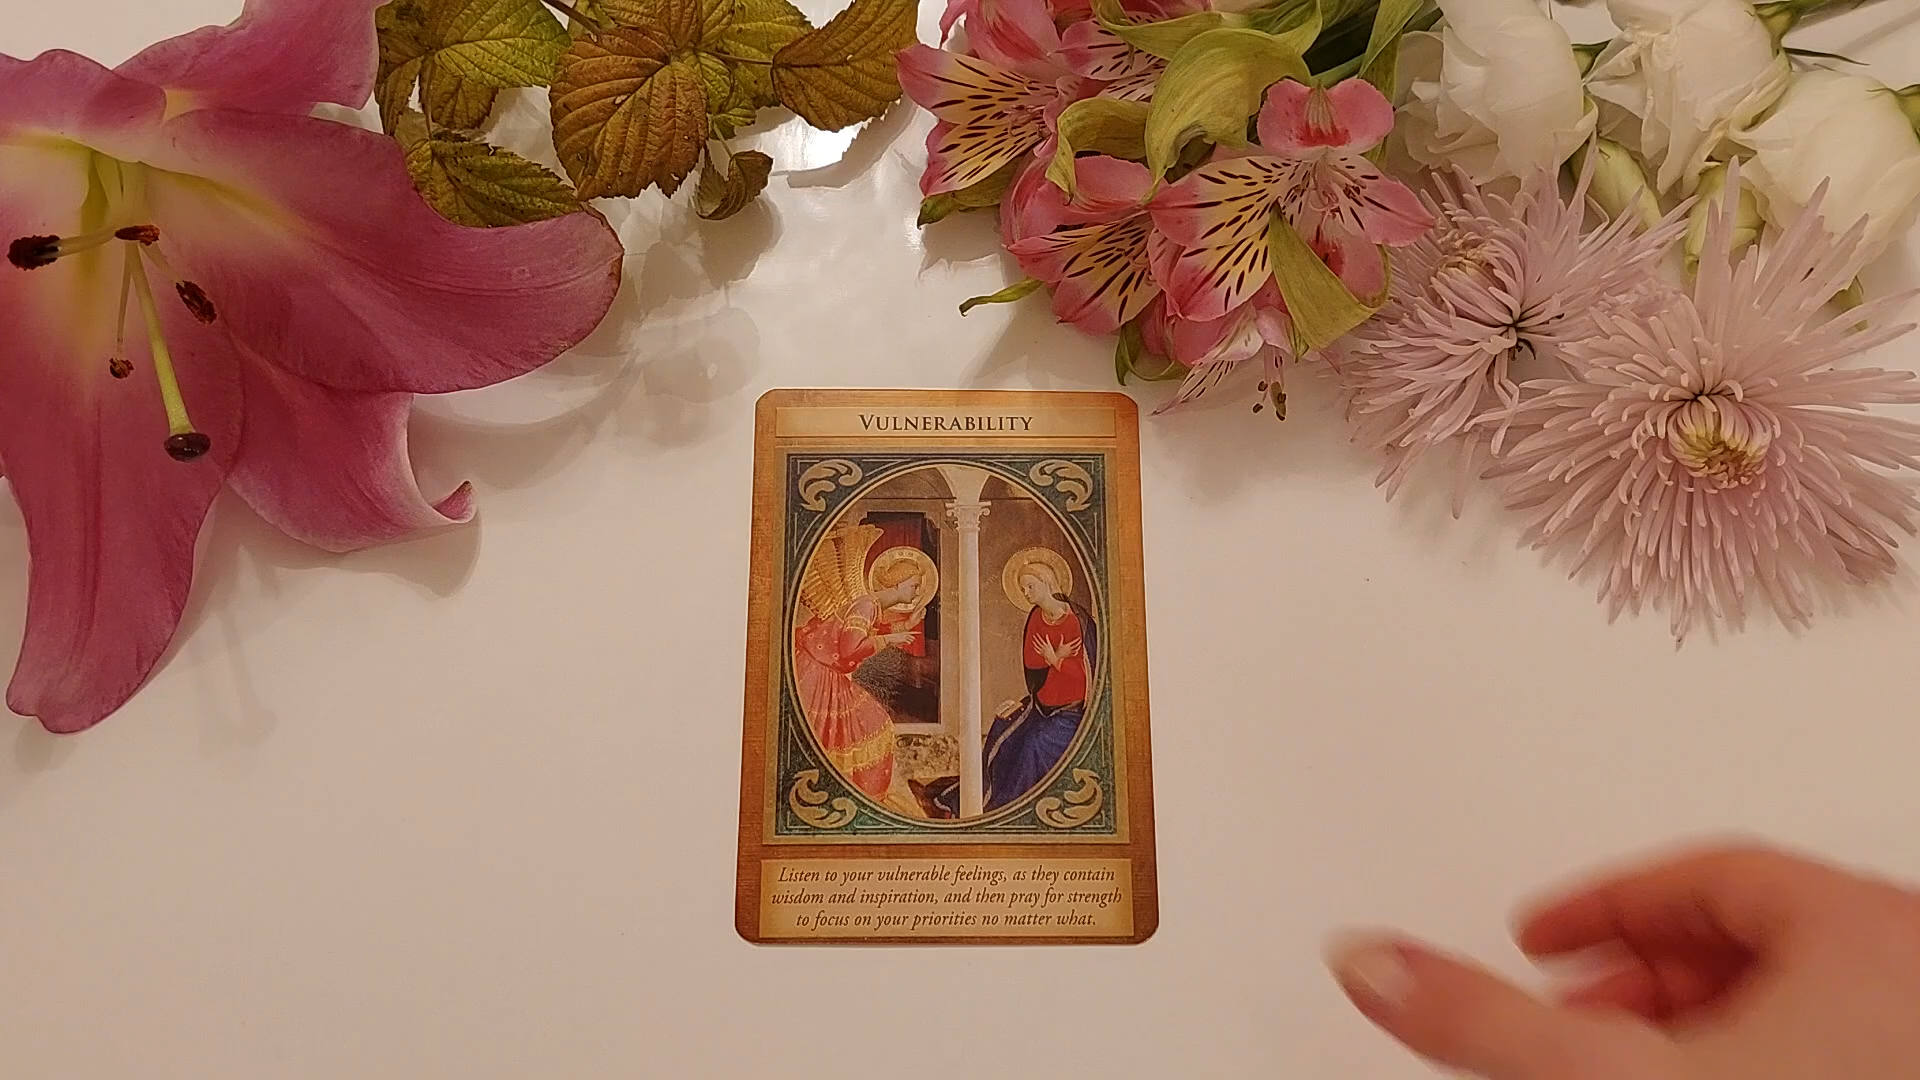 VULNERABILITY
Listen to your vulnerable feelings, as they contain
wisdom and inspiration, and then pray for strength
to focus on your priorities no matter what.